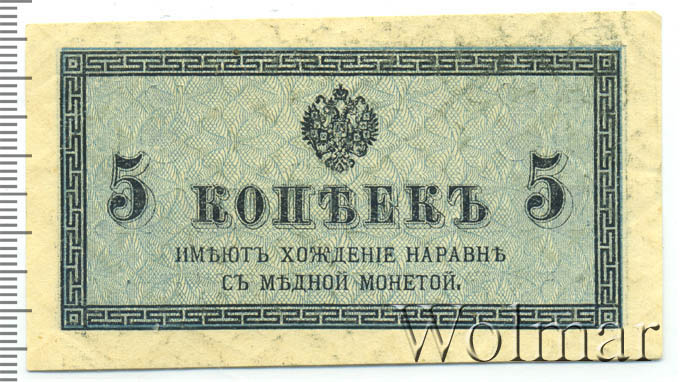 5 КОПѢЕКЪ 5
ИМѢЮТЪ ХОЖДЕНІЕ НАРАВНѢ
СЪ МѢДНОЙ МОНЕТОЙ.
Wolmar